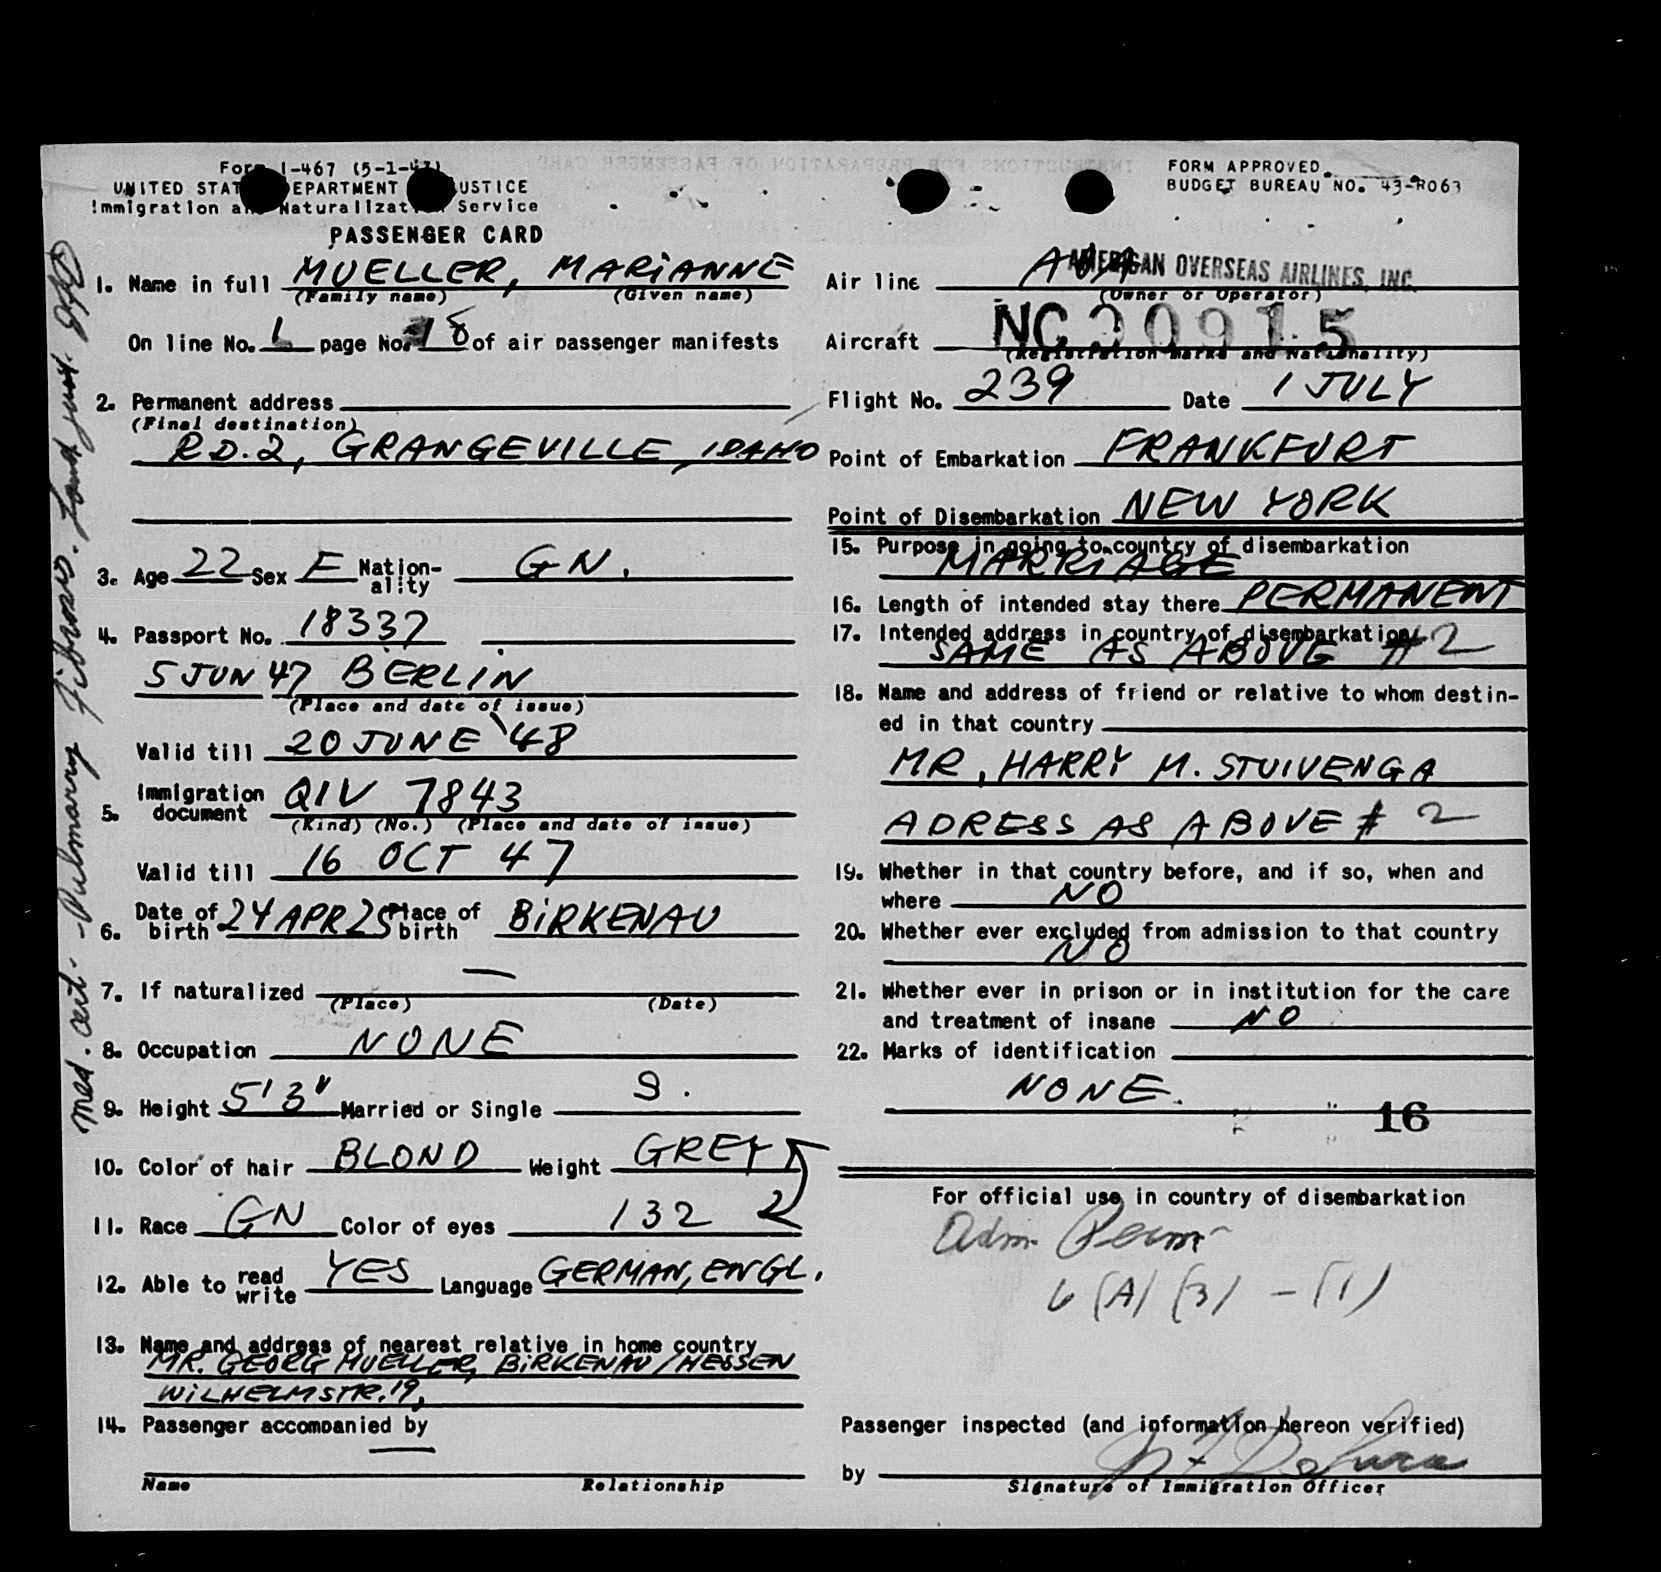 Form I-467 (5-1-47)
UNITED STATES DEPARTMENT OF JUSTICE
Immigration and Naturalization Service
PASSENGER CARD
FORM APPROVED.
BUDGET BUREAU NO. 43-R063
1. Name in full MUELLER, MARIANNE
(Family name) (Given name)
On line No. page No. 18 of air passenger manifests
2. Permanent address
(Final destination)
R.D.2, GRANGEVILLE, IDAHO
3. Age 22 Sex F Nation-ality GN.
4. Passport No. 18337
5 JUN 47 BERLIN
(Place and date of issue)
Valid till 20 JUNE '48
5. Immigration document QIV 7843
(Kind) (No.) (Place and date of issue)
Valid till 16 OCT 47
6. Date of birth 24 APR 25 Place of birth BIRKENAU
7. If naturalized —
(Place) (Date)
8. Occupation NONE
9. Height 5'3" Married or Single S.
10. Color of hair BLOND Weight GREY
11. Race GN Color of eyes 132
12. Able to read write YES Language GERMAN, ENGL.
13. Name and address of nearest relative in home country
MR. GEORG MUELLER, BIRKENAU/HESSEN
WILHELMSTR. 19,
14. Passenger accompanied by
—
Name Relationship
Air line AOA AMERICAN OVERSEAS AIRLINES, INC.
(Owner or Operator)
Aircraft NC 90915
(Registration marks and Nationality)
Flight No. 239 Date 1 JULY
Point of Embarkation FRANKFURT
Point of Disembarkation NEW YORK
15. Purpose in going to country of disembarkation
MARRIAGE
16. Length of intended stay there PERMANENT
17. Intended address in country of disembarkation
SAME AS ABOVE #2
18. Name and address of friend or relative to whom destin-
ed in that country
MR, HARRY M. STUIVENGA
ADRESS AS ABOVE # 2
19. Whether in that country before, and if so, when and
where NO
20. Whether ever excluded from admission to that country
NO
21. Whether ever in prison or in institution for the care
and treatment of insane NO
22. Marks of identification
NONE.
16
For official use in country of disembarkation
Adm Perm
6 (A) (3) - (1)
Passenger inspected (and information hereon verified)
by
Signature of Immigration Officer
Med. cert. - Pulmonary Fibrosis.